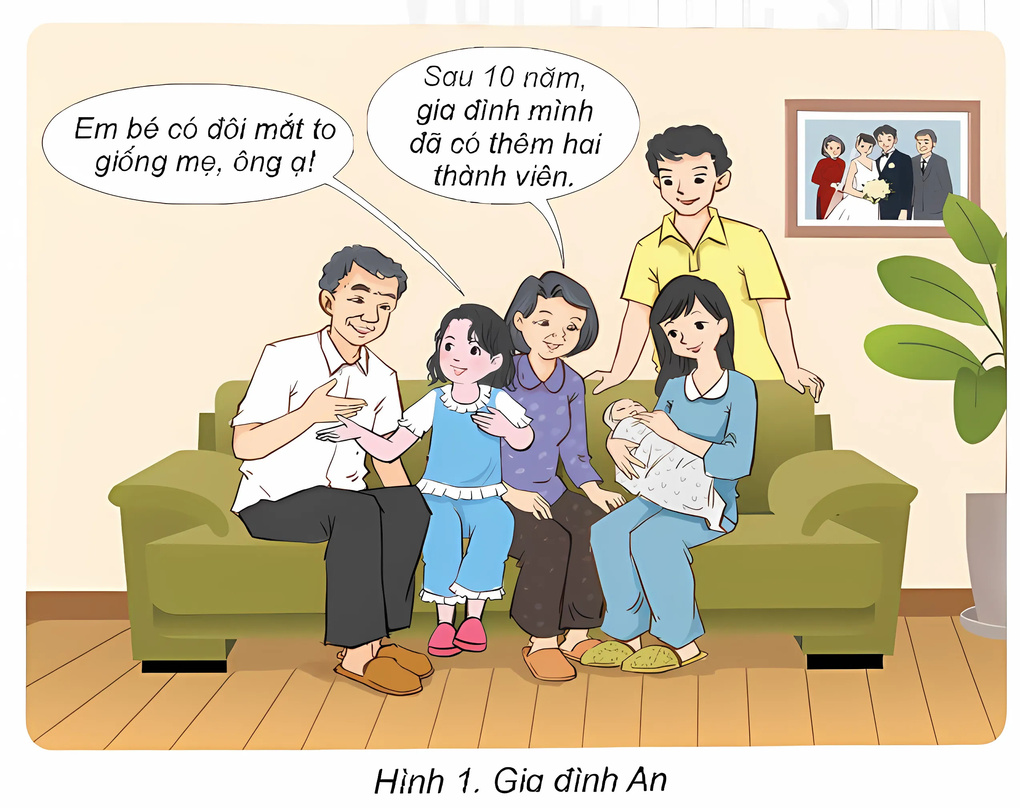 Em bé có đôi mắt to
giống mẹ, ông ạ!
Sau 10 năm,
gia đình mình
đã có thêm hai
thành viên.
Hình 1. Gia đình An